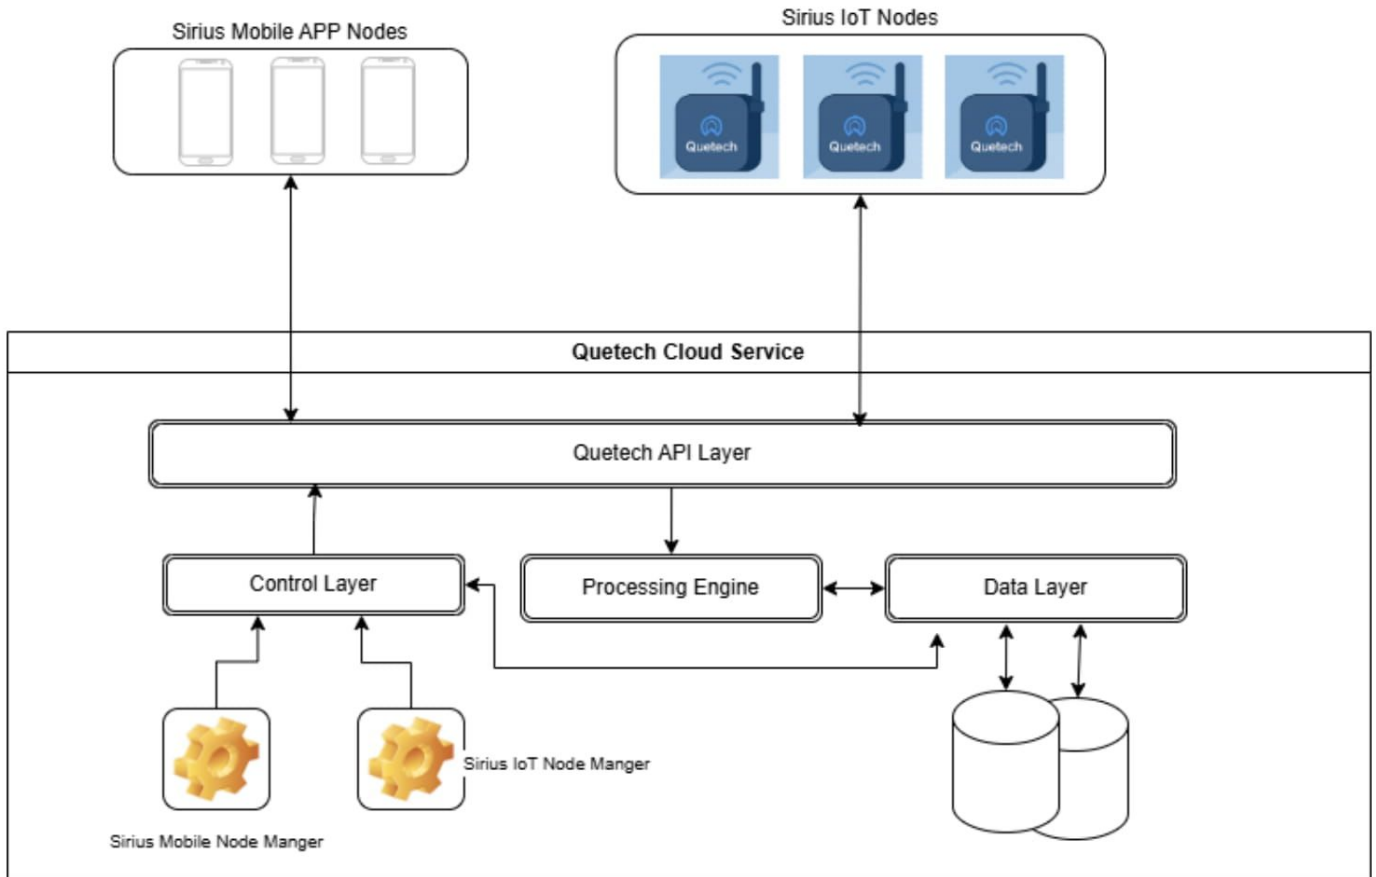 Sirius Mobile APP Nodes
Sirius IoT Nodes
Quetech
Quetech
Quetech
Quetech Cloud Service
Quetech API Layer
Control Layer
Processing Engine
Data Layer
Sirius IoT Node Manger
Sirius Mobile Node Manger